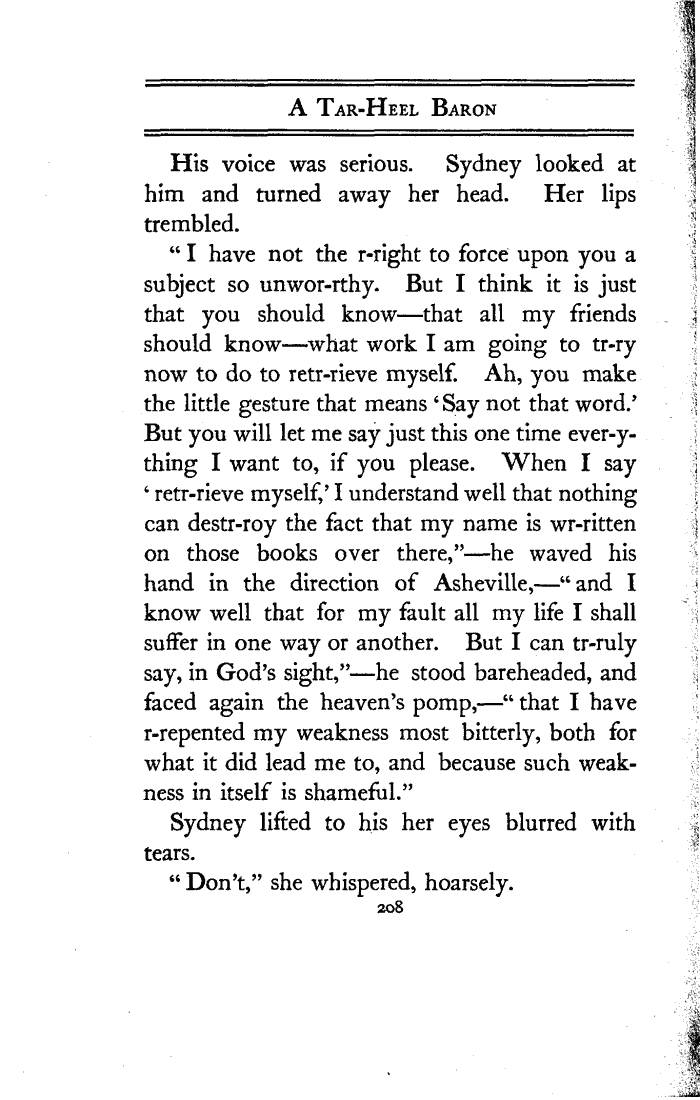 A Tar-Heel Baron
His voice was serious. Sydney looked at
him and turned away her head. Her lips
trembled.
“ I have not the r-right to force upon you a
subject so unwor-rthy. But I think it is just
that you should know—that all my friends
should know—what work I am going to tr-ry
now to do to retr-rieve myself. Ah, you make
the little gesture that means ‘Say not that word.’
But you will let me say just this one time ever-y-
thing I want to, if you please. When I say
‘ retr-rieve myself,’ I understand well that nothing
can destr-roy the fact that my name is wr-ritten
on those books over there,”—he waved his
hand in the direction of Asheville,—“ and I
know well that for my fault all my life I shall
suffer in one way or another. But I can tr-ruly
say, in God’s sight,”—he stood bareheaded, and
faced again the heaven’s pomp,—“ that I have
r-repented my weakness most bitterly, both for
what it did lead me to, and because such weak-
ness in itself is shameful.”
Sydney lifted to his her eyes blurred with
tears.
“ Don’t,” she whispered, hoarsely.
208